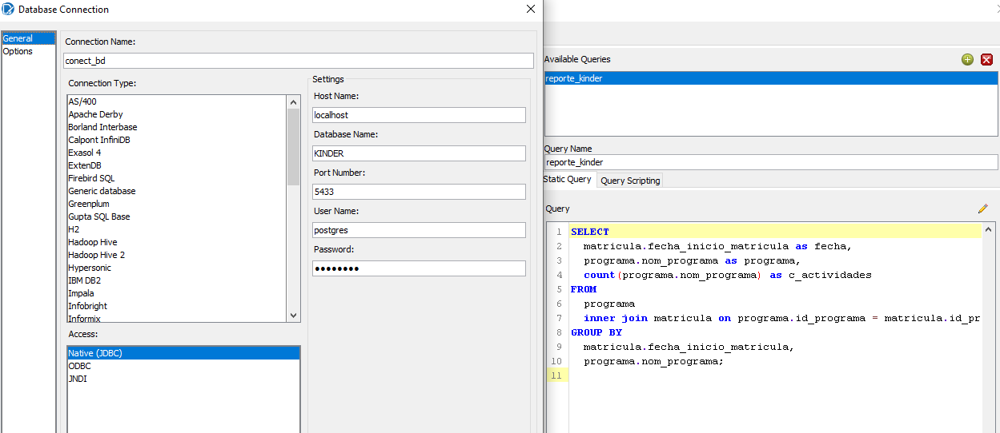 Database Connection
General
Options
Connection Name:
conect_bd
Connection Type:
AS/400
Apache Derby
Borland Interbase
Calpont InfiniDB
Exasol 4
ExtenDB
Firebird SQL
Generic database
Greenplum
Gupta SQL Base
H2
Hadoop Hive
Hadoop Hive 2
Hypersonic
IBM DB2
Impala
Infobright
Informix
Access:
Native (JDBC)
ODBC
JNDI
Settings
Host Name:
localhost
Database Name:
KINDER
Port Number:
5433
User Name:
postgres
Password:
●●●●●●●●
Available Queries
reporte_kinder
Query Name
reporte_kinder
Static Query Query Scripting
Query
1 SELECT
2 matricula.fecha_inicio_matricula as fecha,
3 programa.nom_programa as programa,
4 count(programa.nom_programa) as c_actividades
5 FROM
6 programa
7 inner join matricula on programa.id_programa = matricula.id_pr
8 GROUP BY
9 matricula.fecha_inicio_matricula,
10 programa.nom_programa;
11